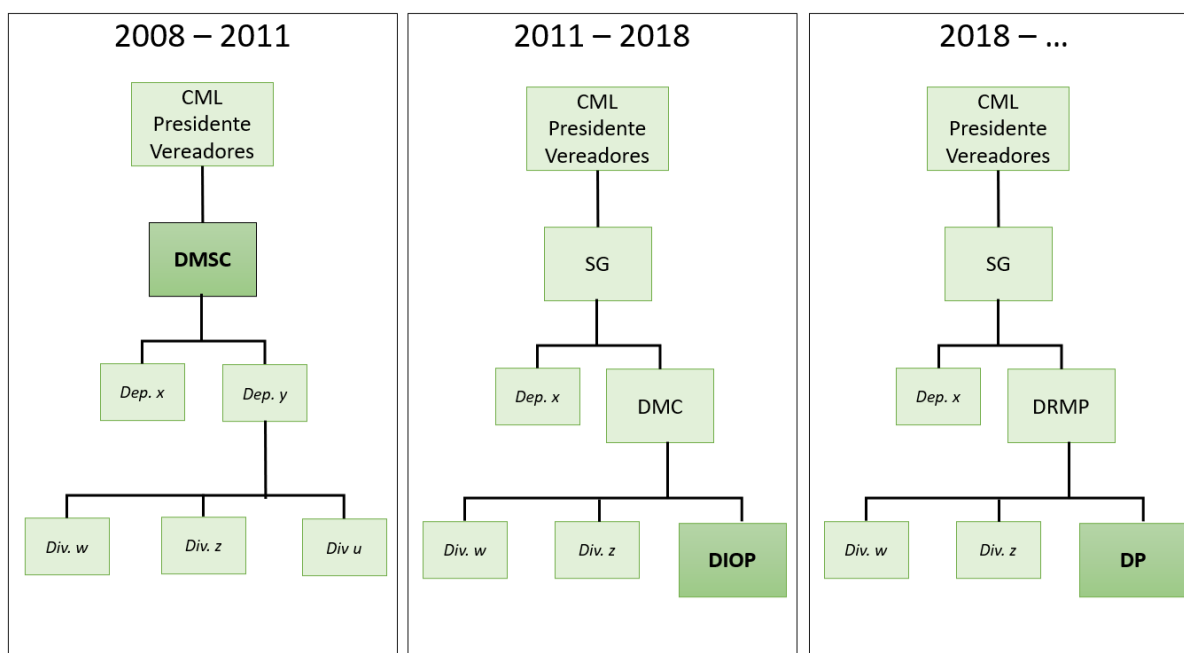 2008 – 2011
CML
Presidente
Vereadores
DMSC
Dep. x
Dep. y
Div. w
Div. z
Div u
2011 – 2018
CML
Presidente
Vereadores
SG
Dep. x
DMC
Div. w
Div. z
DIOP
2018 – ...
CML
Presidente
Vereadores
SG
Dep. x
DRMP
Div. w
Div. z
DP